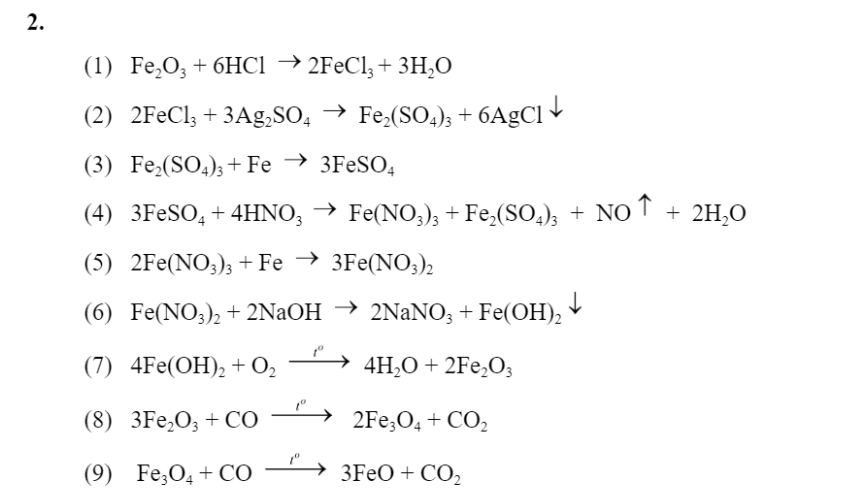 2.
(1) Fe₂O₃ + 6HCl → 2FeCl₃ + 3H₂O
(2) 2FeCl₃ + 3Ag₂SO₄ → Fe₂(SO₄)₃ + 6AgCl ↓
(3) Fe₂(SO₄)₃ + Fe → 3FeSO₄
(4) 3FeSO₄ + 4HNO₃ → Fe(NO₃)₃ + Fe₂(SO₄)₃ + NO ↑ + 2H₂O
(5) 2Fe(NO₃)₃ + Fe → 3Fe(NO₃)₂
(6) Fe(NO₃)₂ + 2NaOH → 2NaNO₃ + Fe(OH)₂ ↓
(7) 4Fe(OH)₂ + O₂ —tº→ 4H₂O + 2Fe₂O₃
(8) 3Fe₂O₃ + CO —tº→ 2Fe₃O₄ + CO₂
(9) Fe₃O₄ + CO —tº→ 3FeO + CO₂